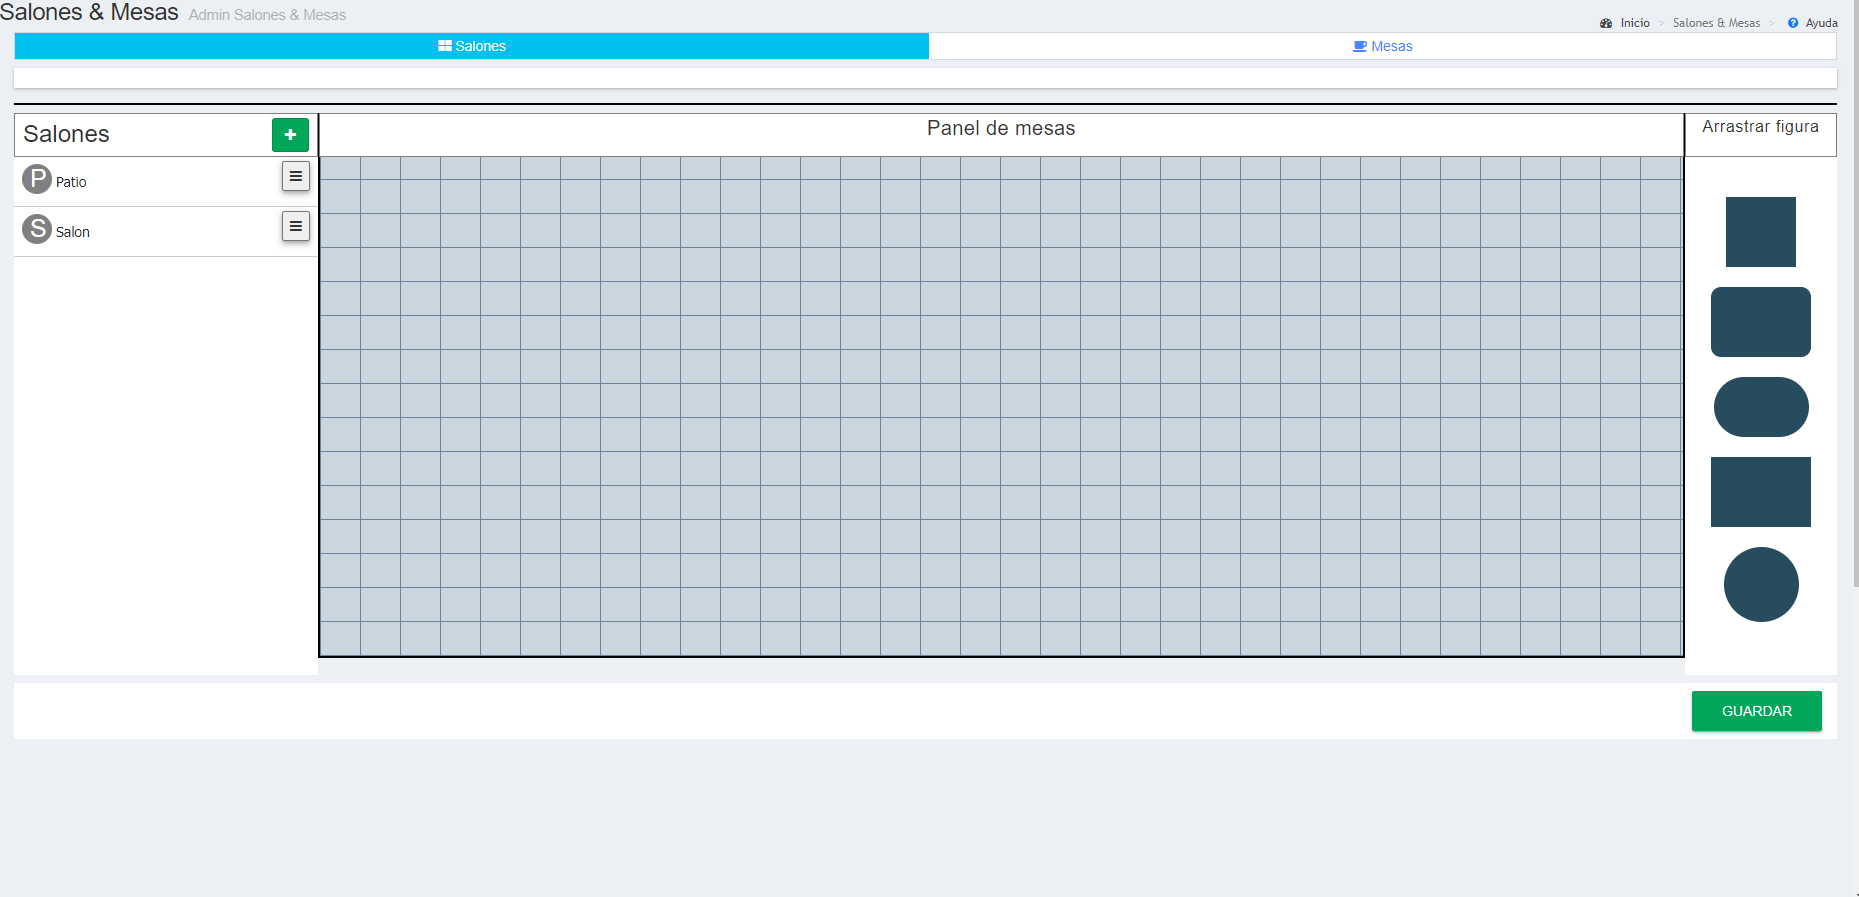 Salones & Mesas Admin Salones & Mesas
Inicio > Salones & Mesas > Ayuda
Salones
Mesas
Salones
Panel de mesas
Arrastrar figura
P Patio
S Salon
GUARDAR